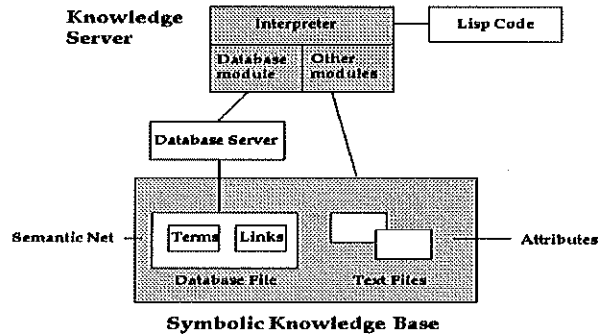 Knowledge
Server
Interpreter
Lisp Code
Database
module
Other
modules
Database Server
Semantic Net
Terms
Links
Attributes
Database File
Text Files
Symbolic Knowledge Base